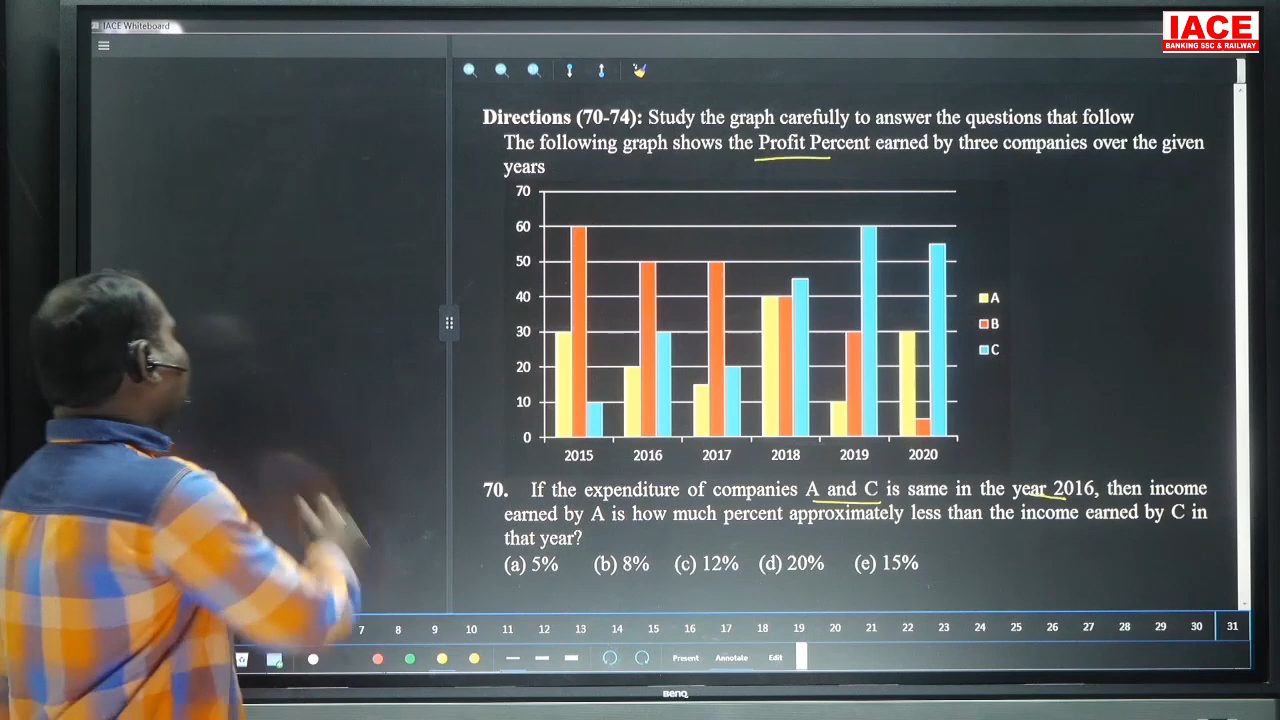 IACE Whiteboard
IACE
BANKING SSC & RAILWAY
Directions (70-74): Study the graph carefully to answer the questions that follow
The following graph shows the Profit Percent earned by three companies over the given
years
70
60
50
40
30
20
10
0
2015 2016 2017 2018 2019 2020
A
B
C
70. If the expenditure of companies A and C is same in the year 2016, then income
earned by A is how much percent approximately less than the income earned by C in
that year?
(a) 5% (b) 8% (c) 12% (d) 20% (e) 15%
7 8 9 10 11 12 13 14 15 16 17 18 19 20 21 22 23 24 25 26 27 28 29 30 31
Present Annotate Edit
BenQ